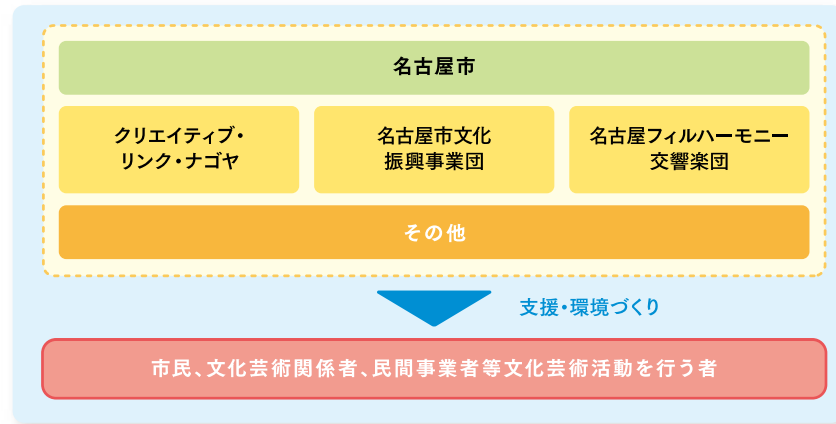 名古屋市
クリエイティブ・
リンク・ナゴヤ
名古屋市文化
振興事業団
名古屋フィルハーモニー
交響楽団
その他
支援・環境づくり
市民、文化芸術関係者、民間事業者等文化芸術活動を行う者